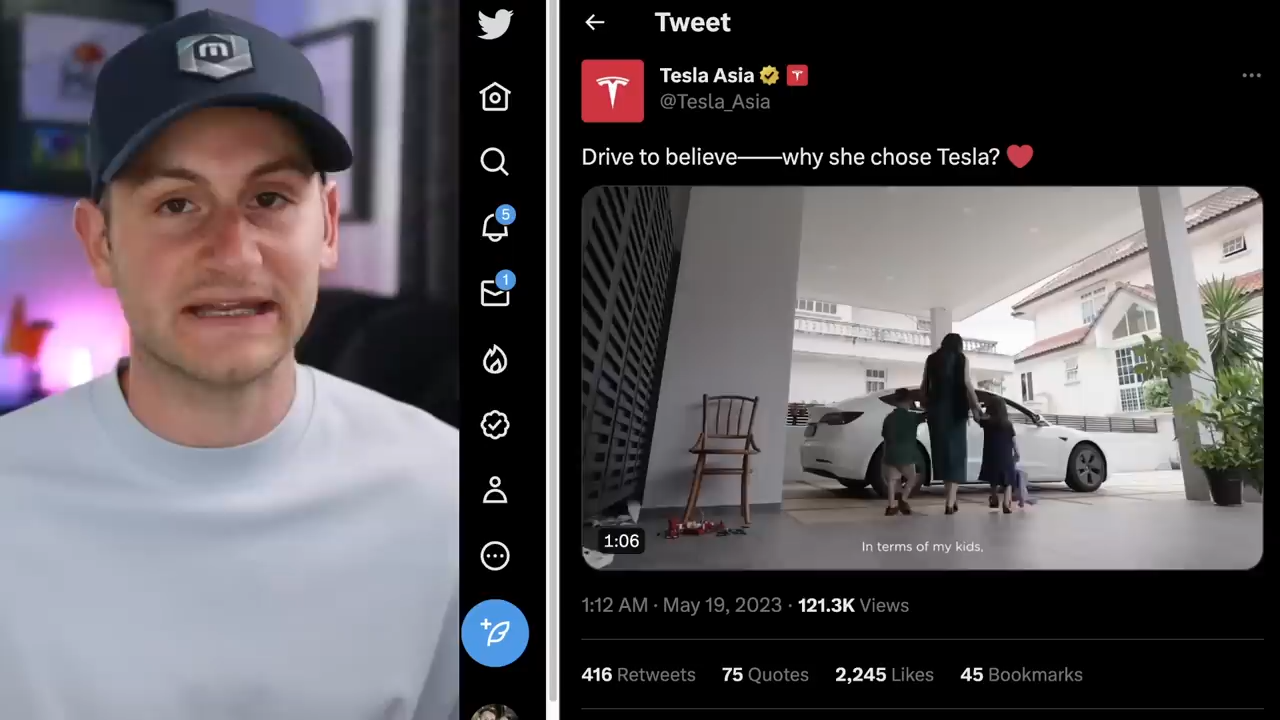 m
5
1
Tweet
Tesla Asia
@Tesla_Asia
Drive to believe——why she chose Tesla?
1:06
In terms of my kids,
1:12 AM · May 19, 2023 · 121.3K Views
416 Retweets 75 Quotes 2,245 Likes 45 Bookmarks